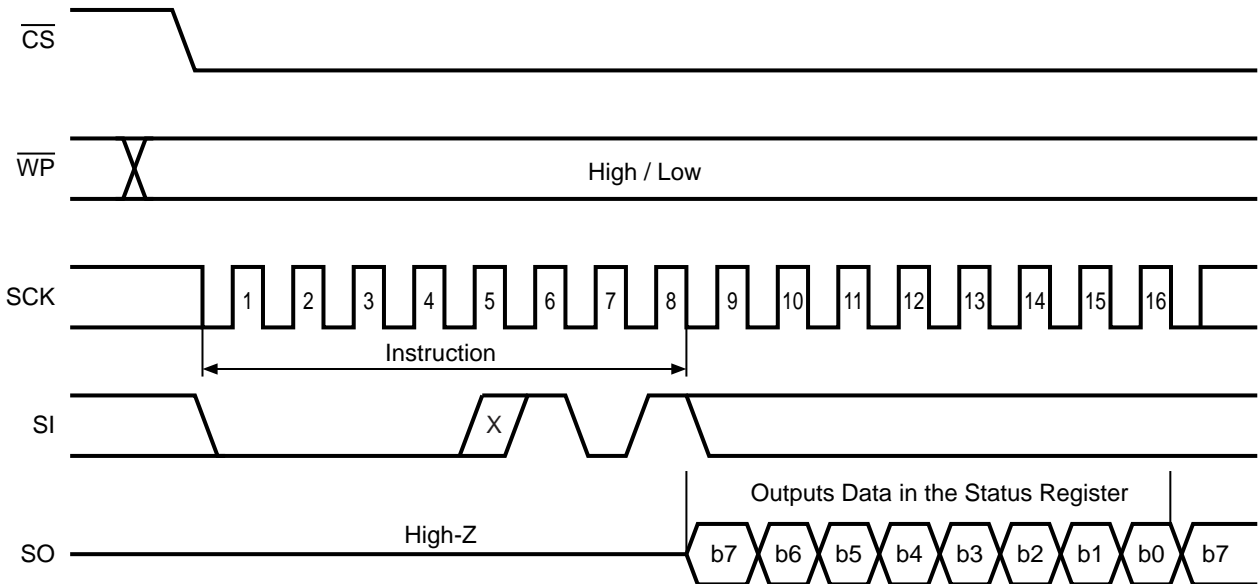 C̅S̅
W̅P̅ High / Low
SCK 1 2 3 4 5 6 7 8 9 10 11 12 13 14 15 16
Instruction
SI X
Outputs Data in the Status Register
High-Z
SO b7 b6 b5 b4 b3 b2 b1 b0 b7